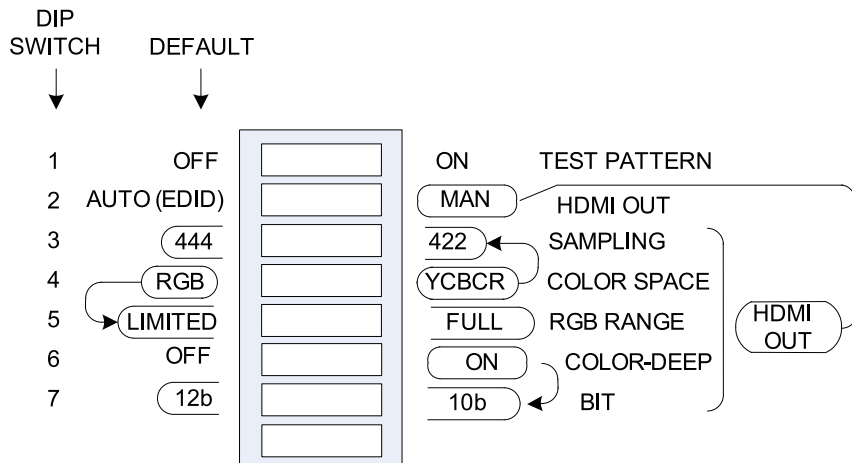 DIP
SWITCH DEFAULT
1 OFF ON TEST PATTERN
2 AUTO (EDID) MAN HDMI OUT
3 444 422 SAMPLING
4 RGB YCBCR COLOR SPACE
5 LIMITED FULL RGB RANGE
HDMI
OUT
6 OFF ON COLOR-DEEP
7 12b 10b BIT